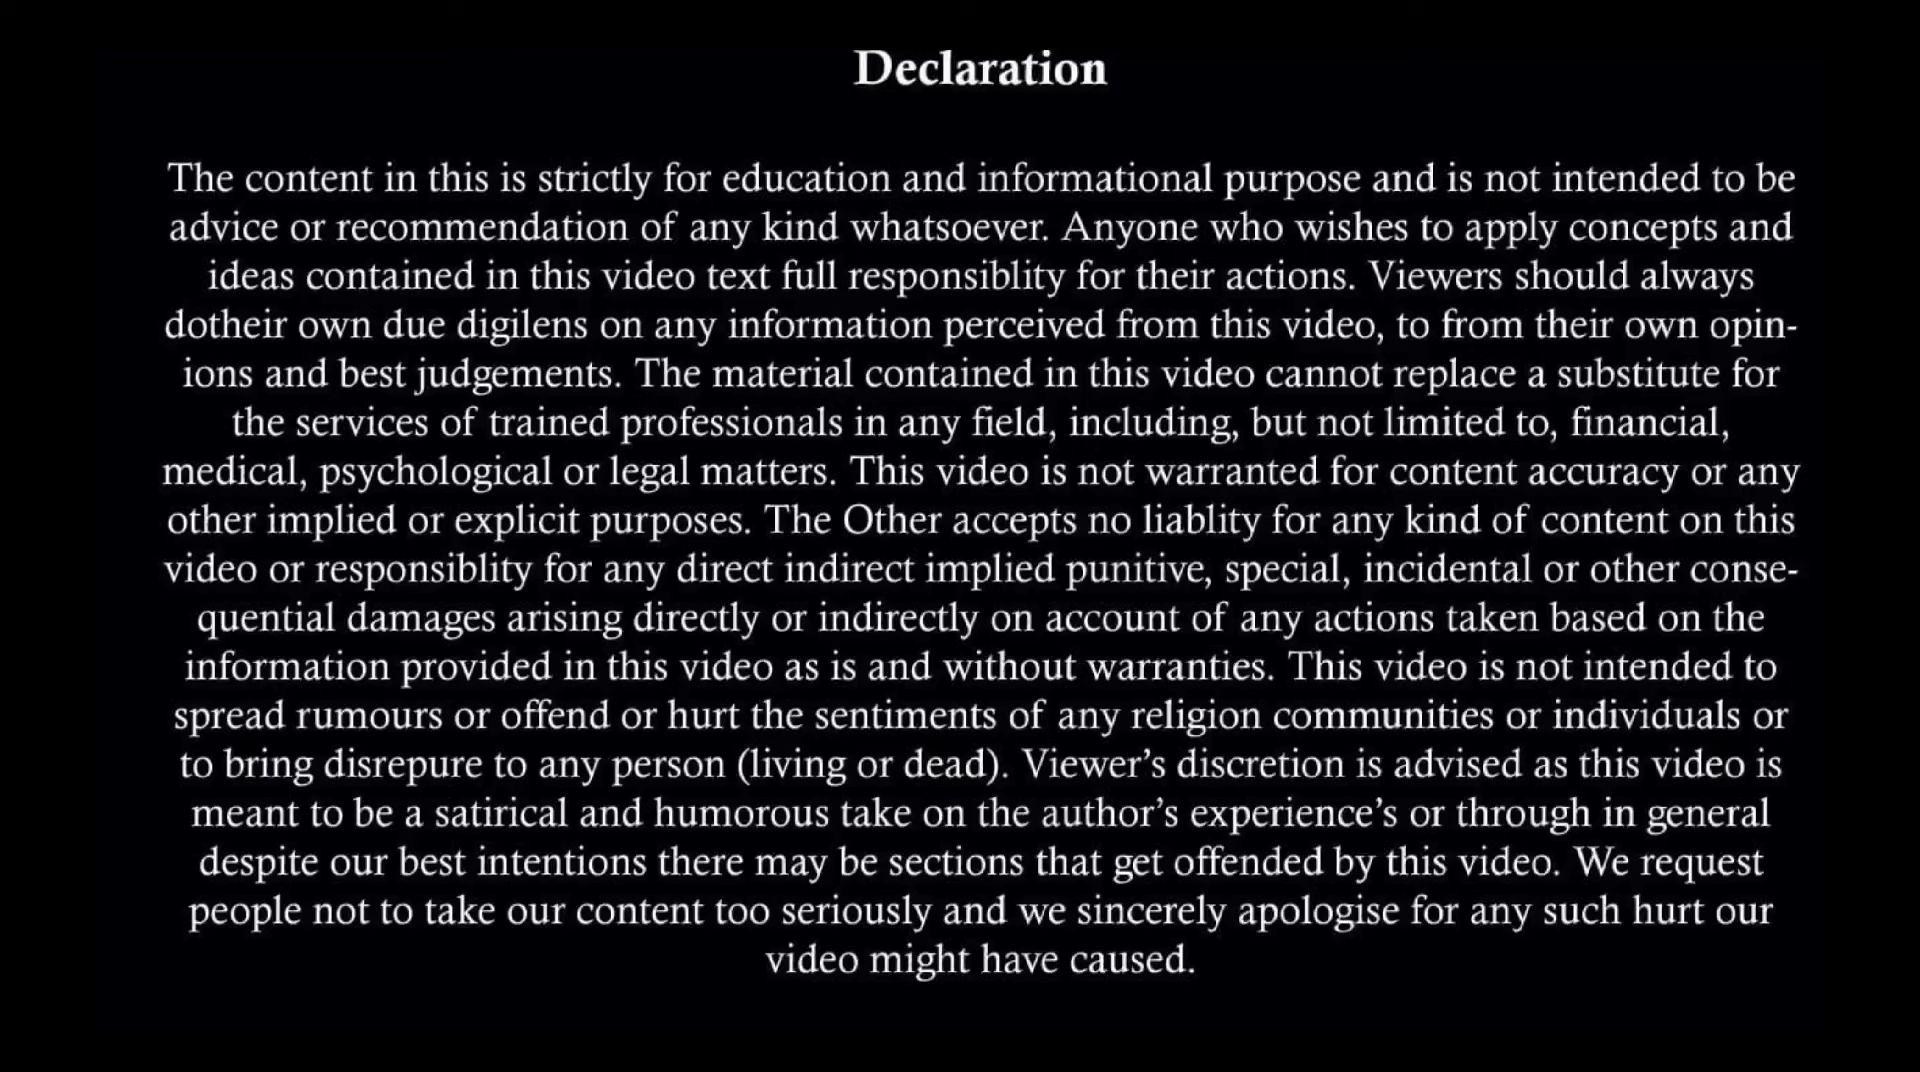 Declaration
The content in this is strictly for education and informational purpose and is not intended to be
advice or recommendation of any kind whatsoever. Anyone who wishes to apply concepts and
ideas contained in this video text full responsiblity for their actions. Viewers should always
dotheir own due digilens on any information perceived from this video, to from their own opin-
ions and best judgements. The material contained in this video cannot replace a substitute for
the services of trained professionals in any field, including, but not limited to, financial,
medical, psychological or legal matters. This video is not warranted for content accuracy or any
other implied or explicit purposes. The Other accepts no liablity for any kind of content on this
video or responsiblity for any direct indirect implied punitive, special, incidental or other conse-
quential damages arising directly or indirectly on account of any actions taken based on the
information provided in this video as is and without warranties. This video is not intended to
spread rumours or offend or hurt the sentiments of any religion communities or individuals or
to bring disrepure to any person (living or dead). Viewer’s discretion is advised as this video is
meant to be a satirical and humorous take on the author’s experience’s or through in general
despite our best intentions there may be sections that get offended by this video. We request
people not to take our content too seriously and we sincerely apologise for any such hurt our
video might have caused.